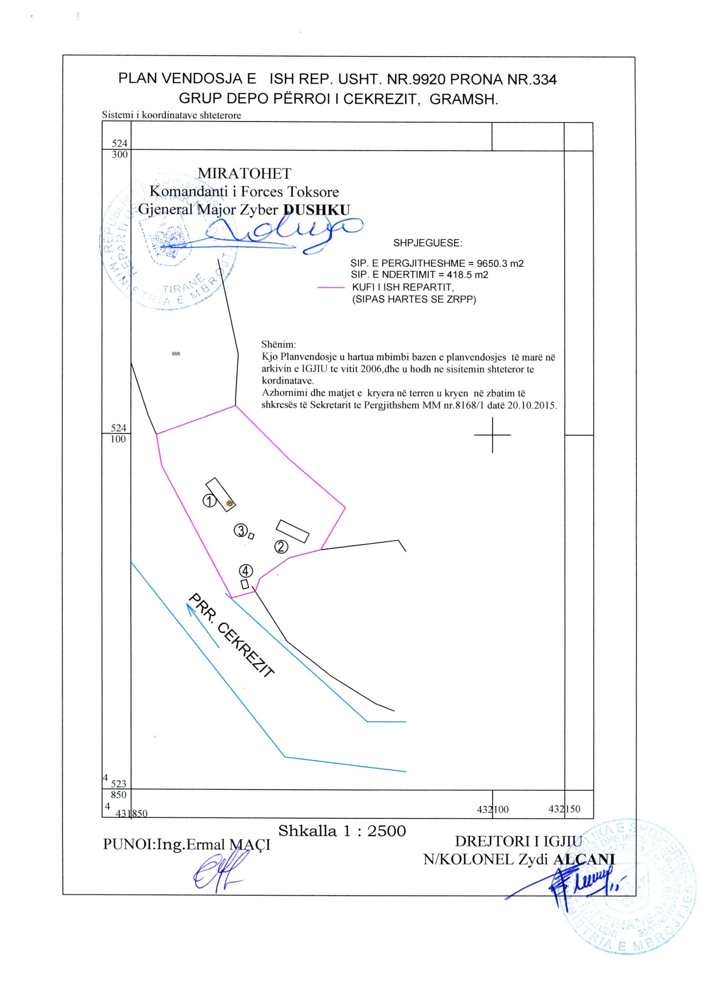 PLAN VENDOSJA E ISH REP. USHT. NR.9920 PRONA NR.334
GRUP DEPO PËRROI I CEKREZIT, GRAMSH.
Sistemi i koordinatave shteterore
524
300
MIRATOHET
Komandanti i Forces Toksore
Gjeneral Major Zyber DUSHKU
TIRANË
SHPJEGUESE:
SIP. E PERGJITHESHME = 9650.3 m2
SIP. E NDERTIMIT = 418.5 m2
KUFI I ISH REPARTIT,
(SIPAS HARTES SE ZRPP)
68/6
Shënim:
Kjo Planvendosje u hartua mbimbi bazen e planvendosjes të marë në
arkivin e IGJIU te vitit 2006,dhe u hodh ne sisitemin shteteror te
kordinatave.
Azhornimi dhe matjet e kryera në terren u kryen në zbatim të
shkresës të Sekretarit te Pergjithshem MM nr.8168/1 datë 20.10.2015.
524
100
1
3
2
4
PRR. CEKREZIT
4
523
850
4
431850
432100
432150
Shkalla 1 : 2500
PUNOI:Ing.Ermal MAÇI
DREJTORI I IGJIU
N/KOLONEL Zydi ALCANI